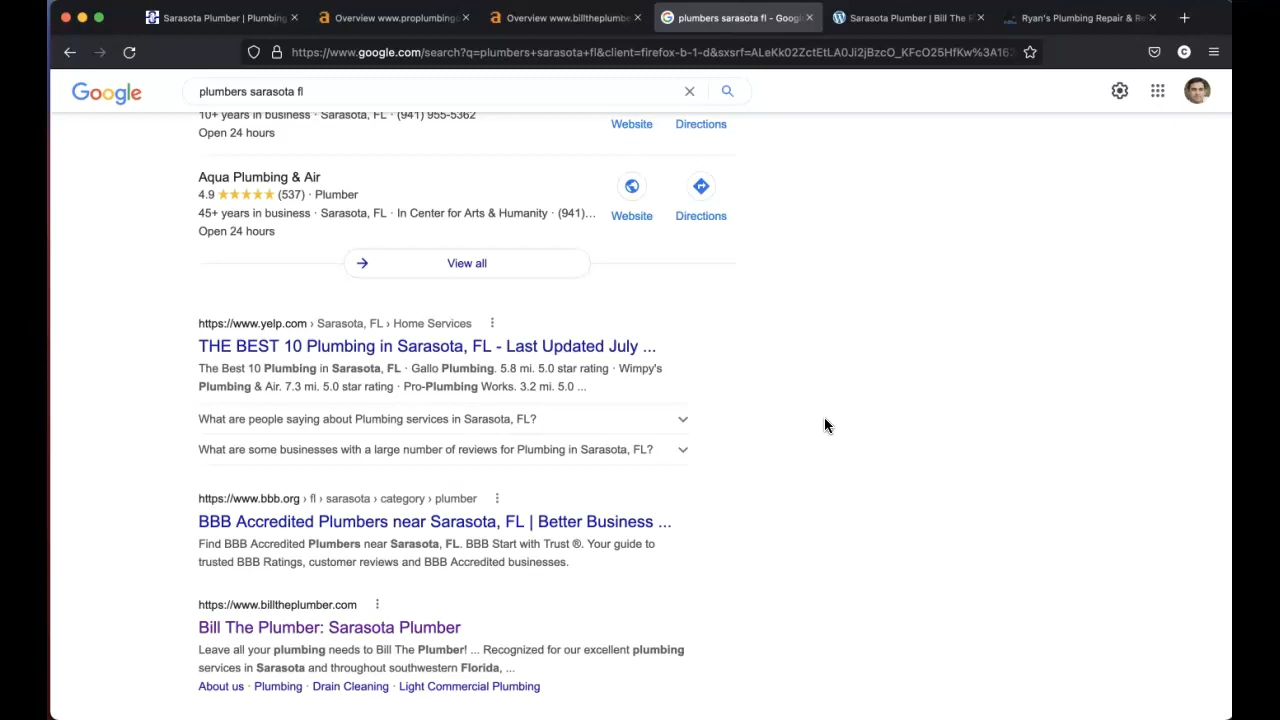 Sarasota Plumber | Plumbing
Overview www.proplumbingo
Overview www.billtheplumbe
plumbers sarasota fl - Googl
Sarasota Plumber | Bill The P
Ryan's Plumbing Repair & Re
https://www.google.com/search?q=plumbers+sarasota+fl&client=firefox-b-1-d&sxsrf=ALeKk02ZctEtLA0Ji2jBzcO_KFcO25HfKw%3A162
Google
plumbers sarasota fl
10+ years in business · Sarasota, FL · (941) 955-5362
Open 24 hours
Website
Directions
Aqua Plumbing & Air
4.9 ★★★★★ (537) · Plumber
45+ years in business · Sarasota, FL · In Center for Arts & Humanity · (941)...
Open 24 hours
Website
Directions
View all
https://www.yelp.com › Sarasota, FL › Home Services
THE BEST 10 Plumbing in Sarasota, FL - Last Updated July ...
The Best 10 Plumbing in Sarasota, FL · Gallo Plumbing. 5.8 mi. 5.0 star rating · Wimpy's
Plumbing & Air. 7.3 mi. 5.0 star rating · Pro-Plumbing Works. 3.2 mi. 5.0 ...
What are people saying about Plumbing services in Sarasota, FL?
What are some businesses with a large number of reviews for Plumbing in Sarasota, FL?
https://www.bbb.org › fl › sarasota › category › plumber
BBB Accredited Plumbers near Sarasota, FL | Better Business ...
Find BBB Accredited Plumbers near Sarasota, FL. BBB Start with Trust ®. Your guide to
trusted BBB Ratings, customer reviews and BBB Accredited businesses.
https://www.billtheplumber.com
Bill The Plumber: Sarasota Plumber
Leave all your plumbing needs to Bill The Plumber! ... Recognized for our excellent plumbing
services in Sarasota and throughout southwestern Florida, ...
About us · Plumbing · Drain Cleaning · Light Commercial Plumbing